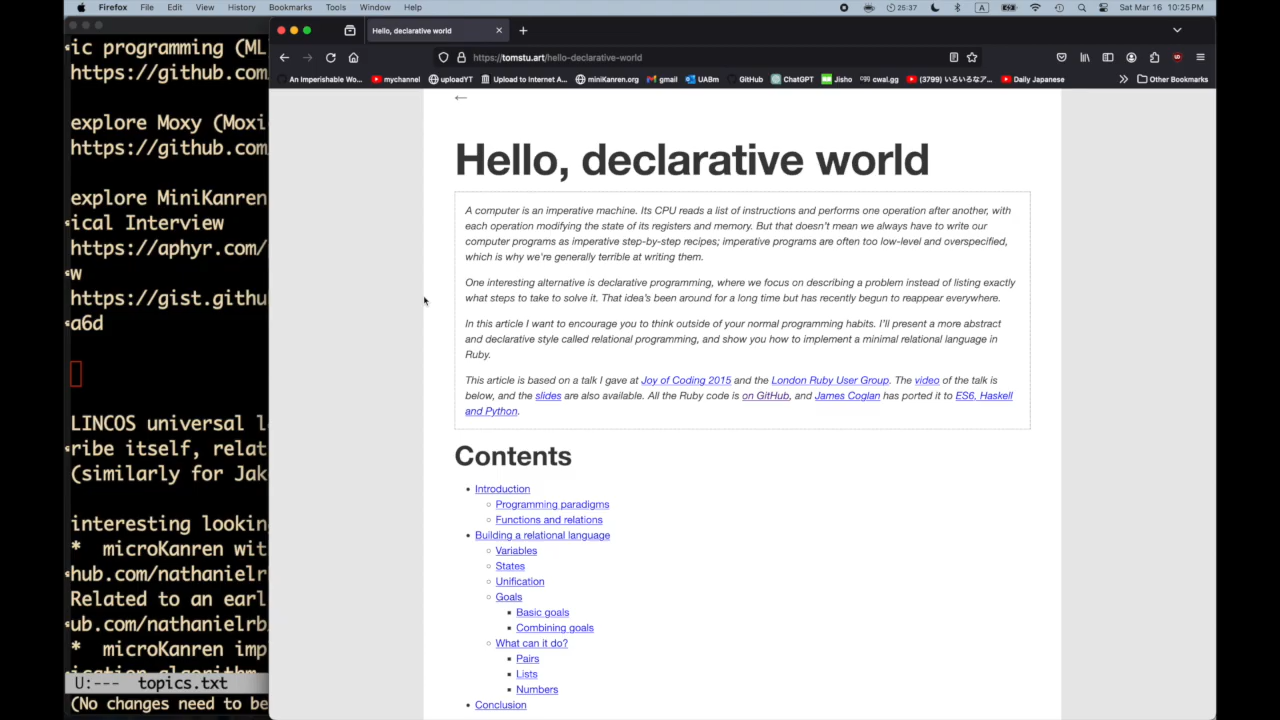 Firefox File Edit View History Bookmarks Tools Window Help 25:37 A Sat Mar 16 10:25 PM
Hello, declarative world
https://tomstu.art/hello-declarative-world
An Imperishable Wo... mychannel uploadYT Upload to Internet A... miniKanren.org gmail UABm GitHub ChatGPT Jisho cwal.gg (3799) いろいろなア... Daily Japanese Other Bookmarks
ic programming (ML
https://github.com
explore Moxy (Moxi
https://github.com
explore MiniKanren
ical Interview
https://aphyr.com/
w
https://gist.githu
a6d
LINCOS universal l
ribe itself, relat
(similarly for Jak
interesting lookin
* microKanren wit
hub.com/nathanielr
Related to an earl
ub.com/nathanielrb
* microKanren imp
ication algorithm
U:--- topics.txt
(No changes need to be
←
Hello, declarative world
A computer is an imperative machine. Its CPU reads a list of instructions and performs one operation after another, with
each operation modifying the state of its registers and memory. But that doesn't mean we always have to write our
computer programs as imperative step-by-step recipes; imperative programs are often too low-level and overspecified,
which is why we're generally terrible at writing them.
One interesting alternative is declarative programming, where we focus on describing a problem instead of listing exactly
what steps to take to solve it. That idea's been around for a long time but has recently begun to reappear everywhere.
In this article I want to encourage you to think outside of your normal programming habits. I'll present a more abstract
and declarative style called relational programming, and show you how to implement a minimal relational language in
Ruby.
This article is based on a talk I gave at Joy of Coding 2015 and the London Ruby User Group. The video of the talk is
below, and the slides are also available. All the Ruby code is on GitHub, and James Coglan has ported it to ES6, Haskell
and Python.
Contents
• Introduction
◦ Programming paradigms
◦ Functions and relations
• Building a relational language
◦ Variables
◦ States
◦ Unification
◦ Goals
▪ Basic goals
▪ Combining goals
◦ What can it do?
▪ Pairs
▪ Lists
▪ Numbers
• Conclusion